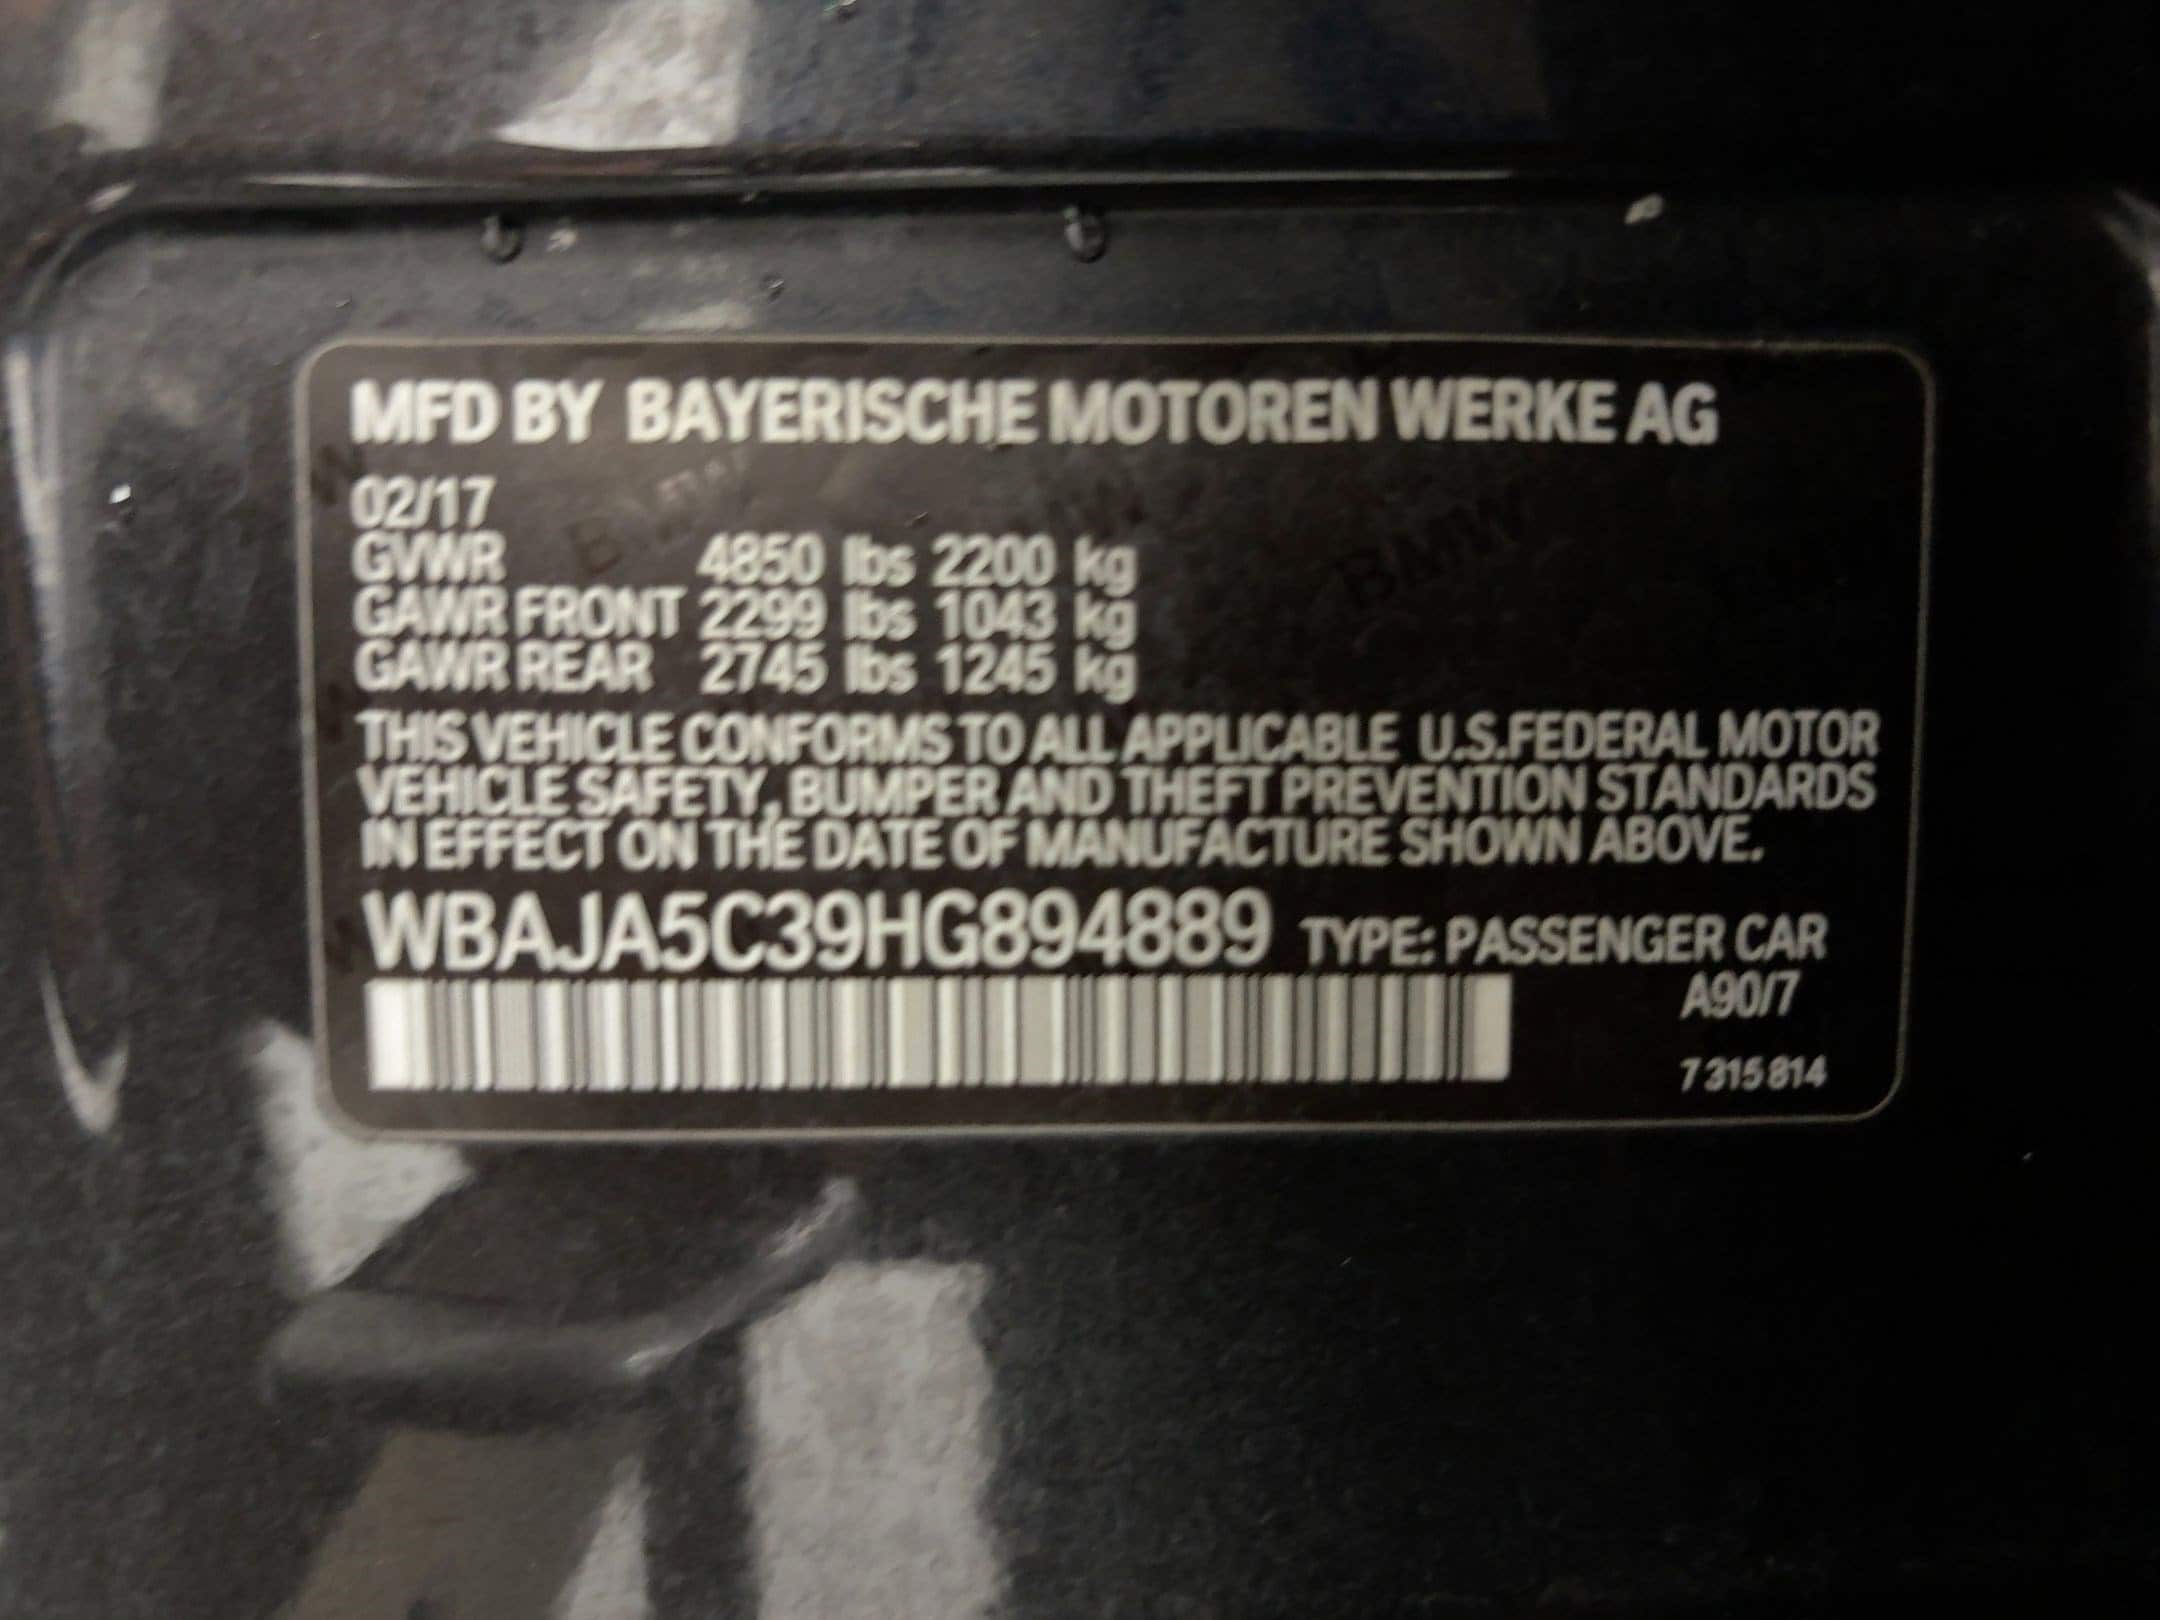 MFD BY BAYERISCHE MOTOREN WERKE AG
02/17
GVWR 4850 lbs 2200 kg
GAWR FRONT 2299 lbs 1043 kg
GAWR REAR 2745 lbs 1245 kg
THIS VEHICLE CONFORMS TO ALL APPLICABLE U.S.FEDERAL MOTOR
VEHICLE SAFETY, BUMPER AND THEFT PREVENTION STANDARDS
IN EFFECT ON THE DATE OF MANUFACTURE SHOWN ABOVE.
WBAJA5C39HG894889 TYPE: PASSENGER CAR
A90/7
7 315 814
BMW
BMW